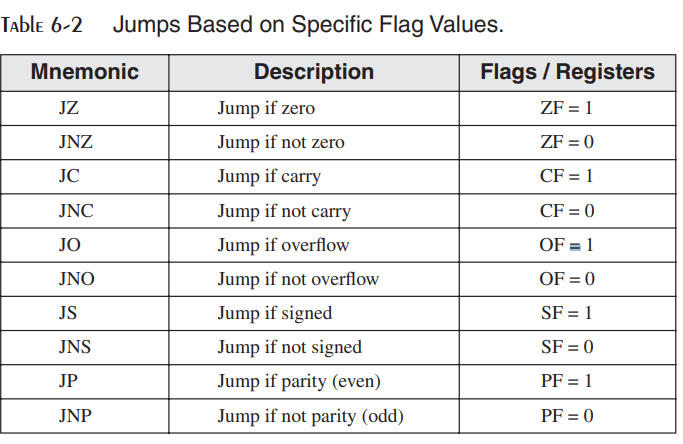 TABLE 6-2 Jumps Based on Specific Flag Values.
Mnemonic Description Flags / Registers
JZ Jump if zero ZF = 1
JNZ Jump if not zero ZF = 0
JC Jump if carry CF = 1
JNC Jump if not carry CF = 0
JO Jump if overflow OF = 1
JNO Jump if not overflow OF = 0
JS Jump if signed SF = 1
JNS Jump if not signed SF = 0
JP Jump if parity (even) PF = 1
JNP Jump if not parity (odd) PF = 0